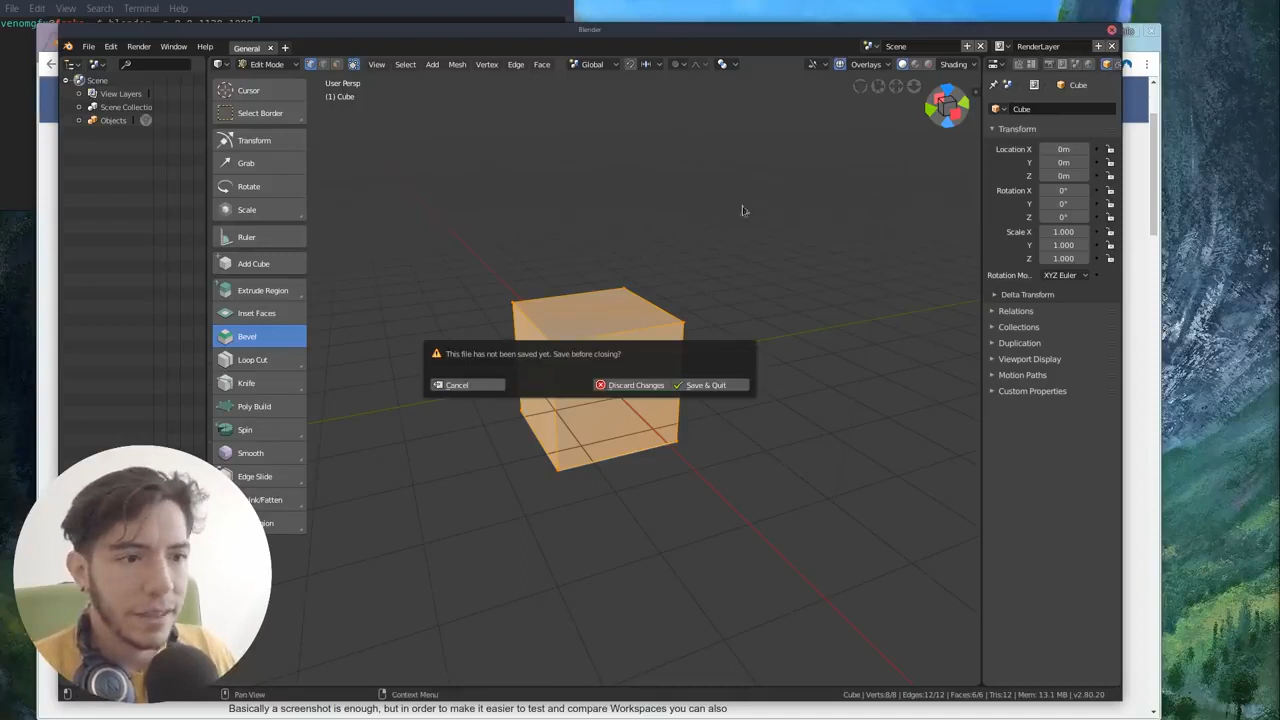 File Edit View Search Terminal Help
Blender
File Edit Render Window Help
General
Scene
RenderLayer
Edit Mode
View Select Add Mesh Vertex Edge Face
Global
Overlays
Shading
Scene
View Layers
Scene Collectio
Objects
Cursor
Select Border
Transform
Grab
Rotate
Scale
Ruler
Add Cube
Extrude Region
Inset Faces
Bevel
Loop Cut
Knife
Poly Build
Spin
Smooth
Edge Slide
User Persp
(1) Cube
This file has not been saved yet. Save before closing?
Cancel
Discard Changes
Save & Quit
Cube
Cube
Transform
Location X 0m
Y 0m
Z 0m
Rotation X 0°
Y 0°
Z 0°
Scale X 1.000
Y 1.000
Z 1.000
Rotation Mo.. XYZ Euler
Delta Transform
Relations
Collections
Duplication
Viewport Display
Motion Paths
Custom Properties
Pan View
Context Menu
Cube | Verts:8/8 | Edges:12/12 | Faces:6/6 | Tris:12 | Mem: 13.1 MB | v2.80.20
Basically a screenshot is enough, but in order to make it easier to test and compare Workspaces you can also